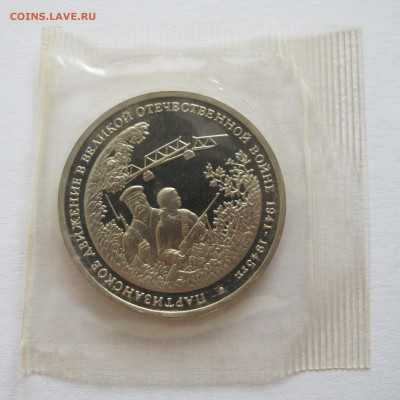 COINS.LAVE.RU
ПАРТИЗАНСКОЕ ДВИЖЕНИЕ В ВЕЛИКОЙ ОТЕЧЕСТВЕННОЙ ВОЙНЕ 1941-1945гг.